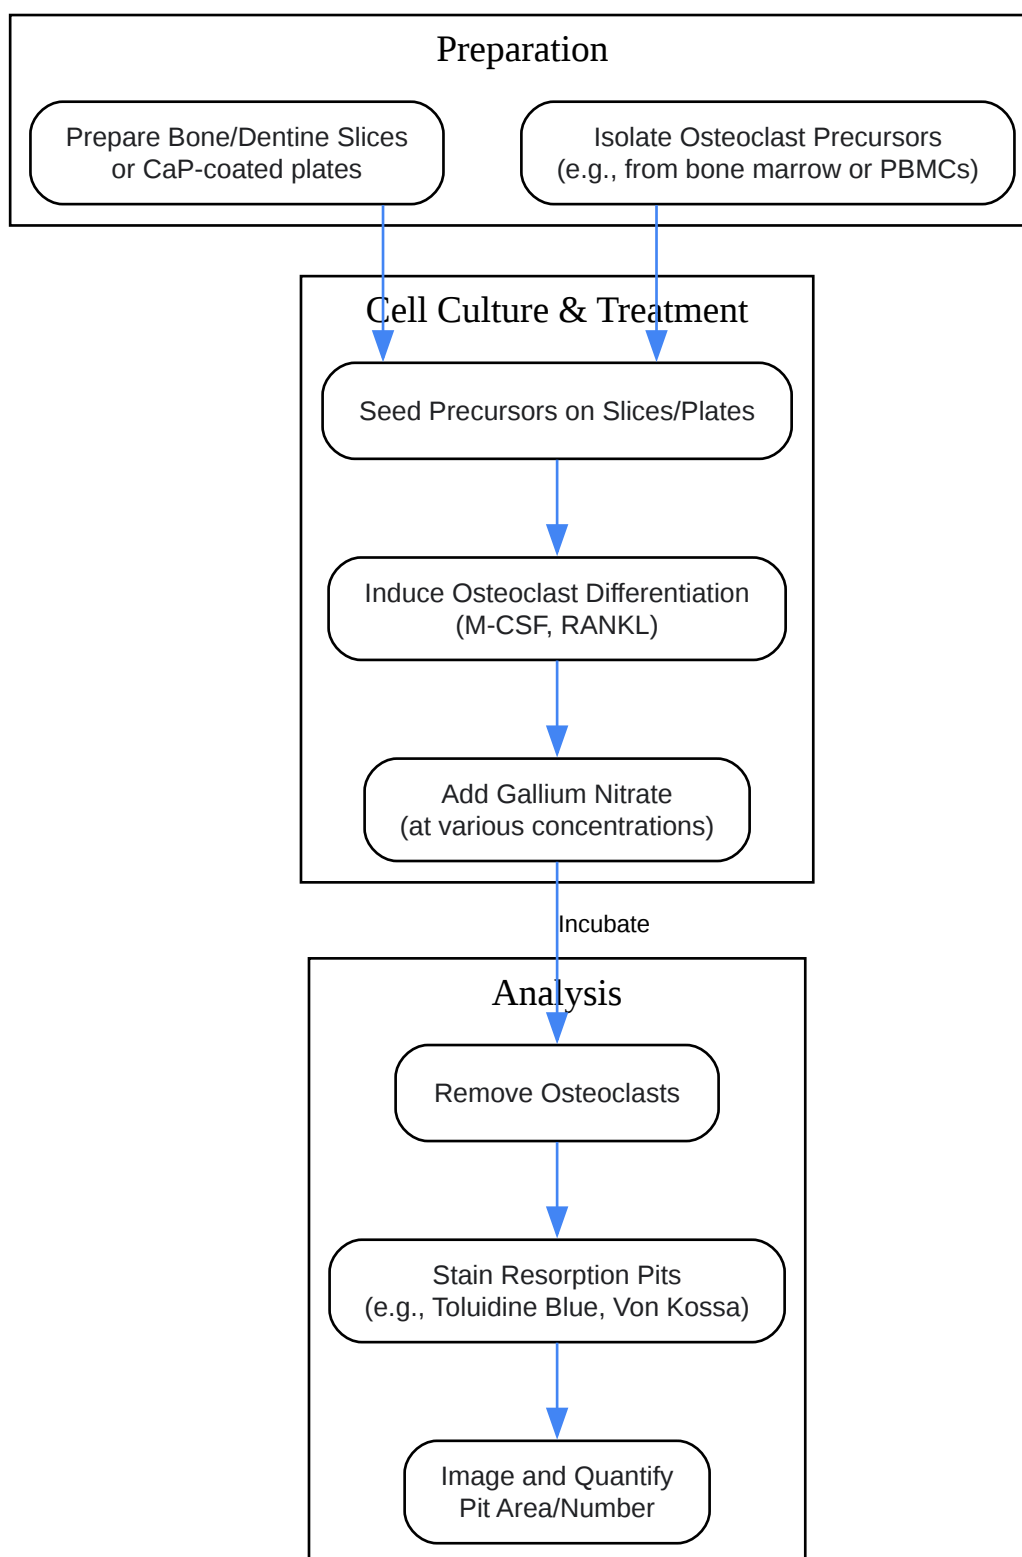 Preparation
Prepare Bone/Dentine Slices
or CaP-coated plates
Isolate Osteoclast Precursors
(e.g., from bone marrow or PBMCs)
Cell Culture & Treatment
Seed Precursors on Slices/Plates
Induce Osteoclast Differentiation
(M-CSF, RANKL)
Add Gallium Nitrate
(at various concentrations)
Incubate
Analysis
Remove Osteoclasts
Stain Resorption Pits
(e.g., Toluidine Blue, Von Kossa)
Image and Quantify
Pit Area/Number